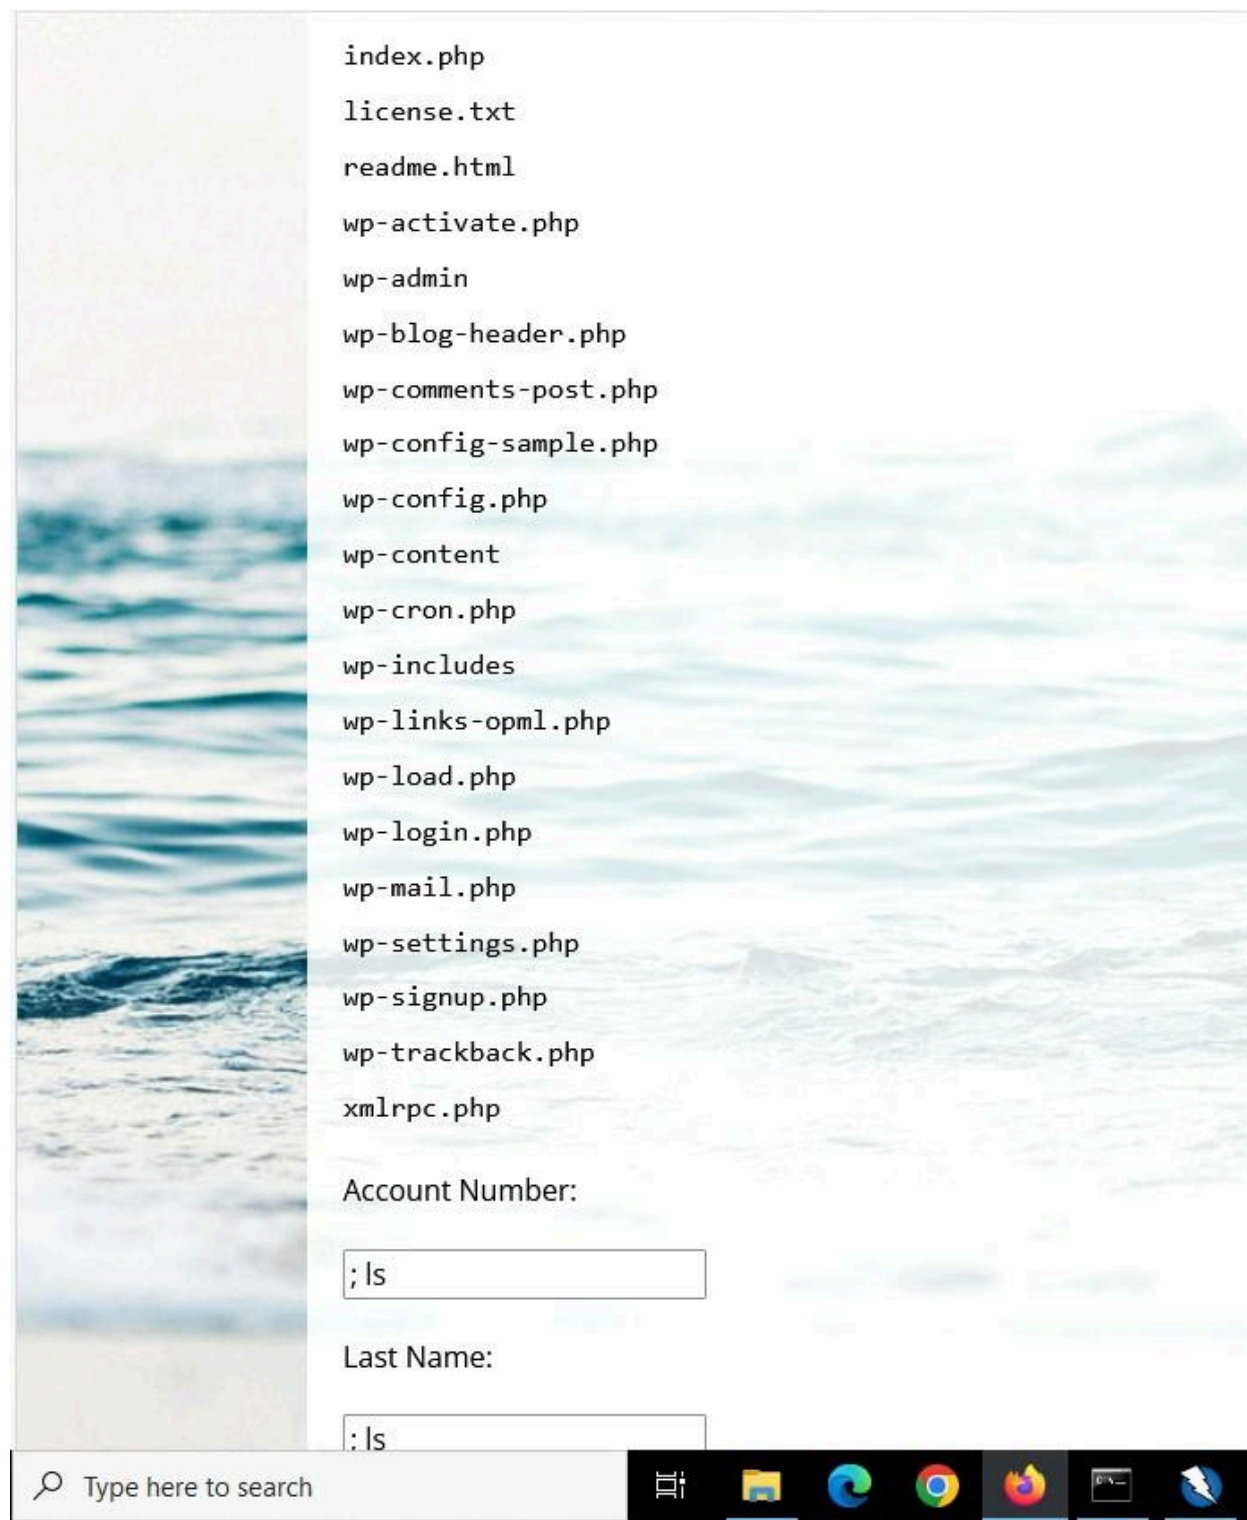 index.php
license.txt
readme.html
wp-activate.php
wp-admin
wp-blog-header.php
wp-comments-post.php
wp-config-sample.php
wp-config.php
wp-content
wp-cron.php
wp-includes
wp-links-opml.php
wp-load.php
wp-login.php
wp-mail.php
wp-settings.php
wp-signup.php
wp-trackback.php
xmlrpc.php
Account Number:
; ls
Last Name:
; ls
Type here to search